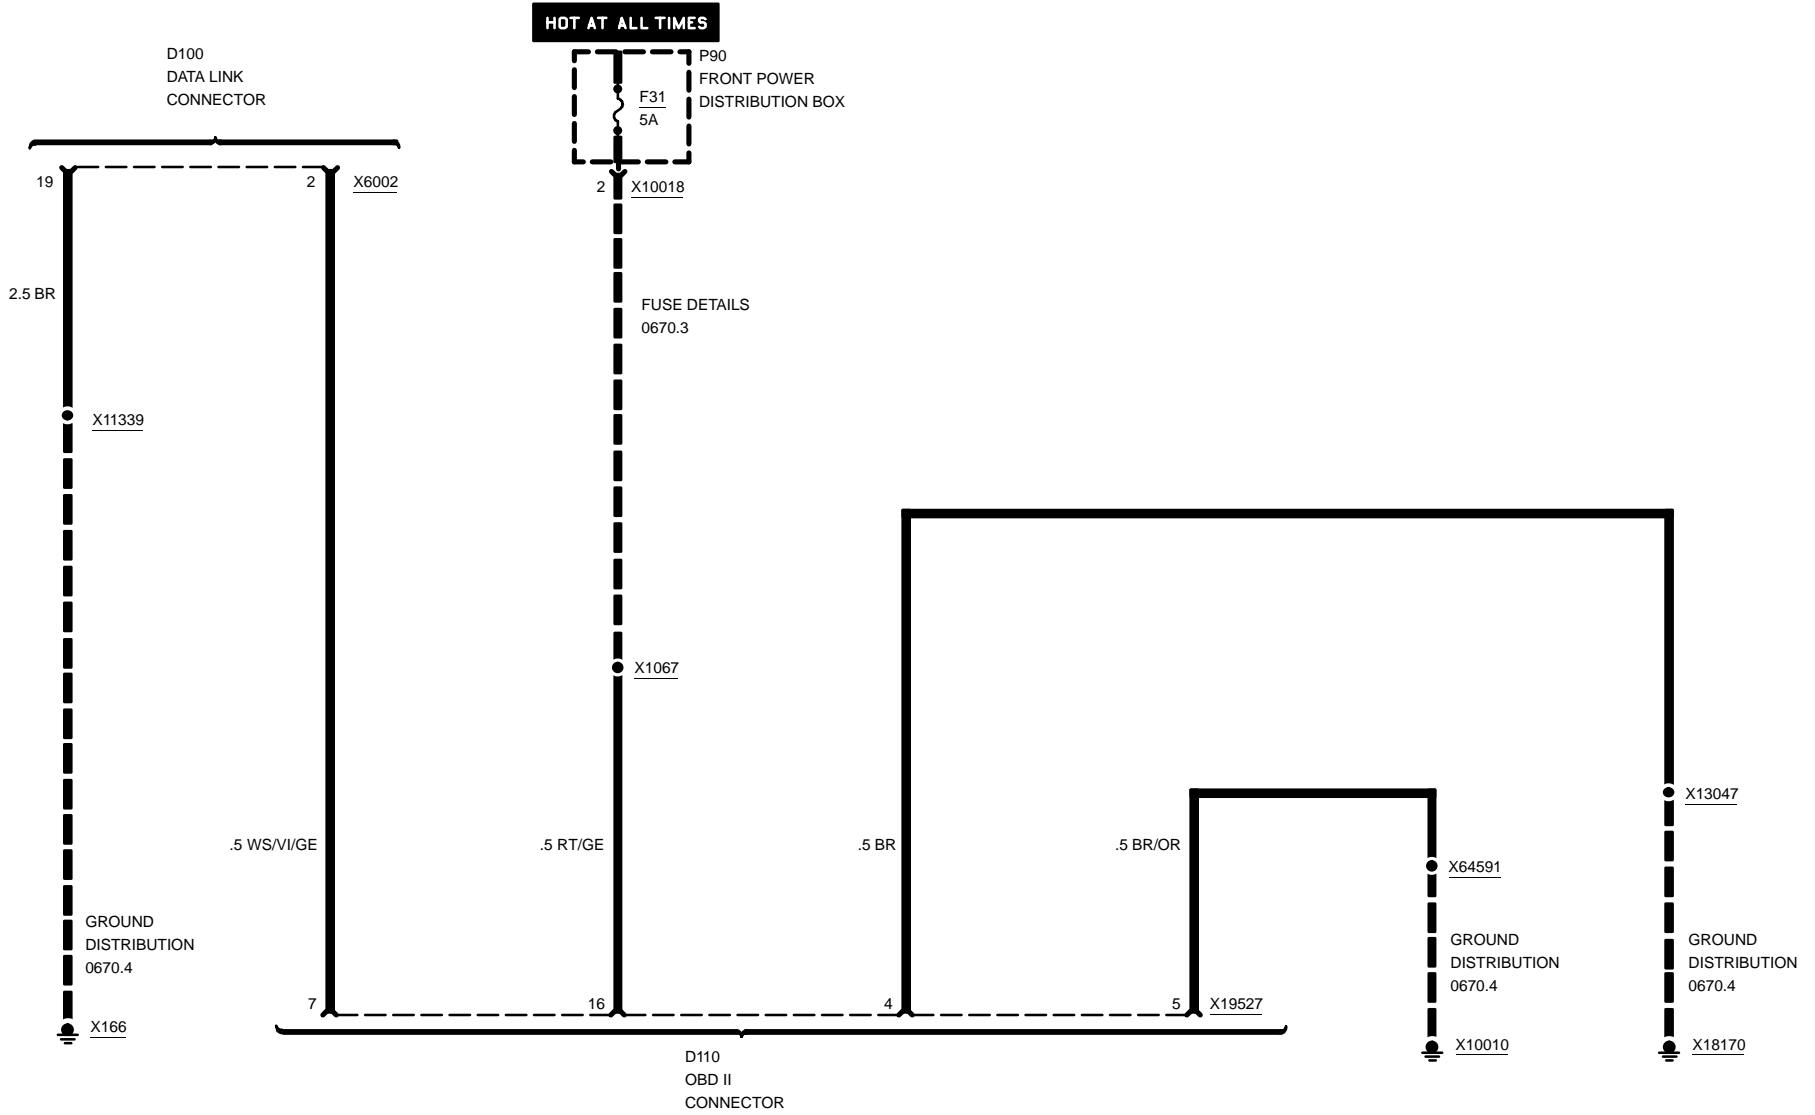 HOT AT ALL TIMES
D100
DATA LINK
CONNECTOR
P90
FRONT POWER
DISTRIBUTION BOX
F31
5A
19
2
X6002
2
X10018
2.5 BR
FUSE DETAILS
0670.3
X11339
X1067
X13047
.5 WS/VI/GE
.5 RT/GE
.5 BR
.5 BR/OR
X64591
GROUND
DISTRIBUTION
0670.4
GROUND
DISTRIBUTION
0670.4
GROUND
DISTRIBUTION
0670.4
7
16
4
5
X19527
X166
X10010
X18170
D110
OBD II
CONNECTOR